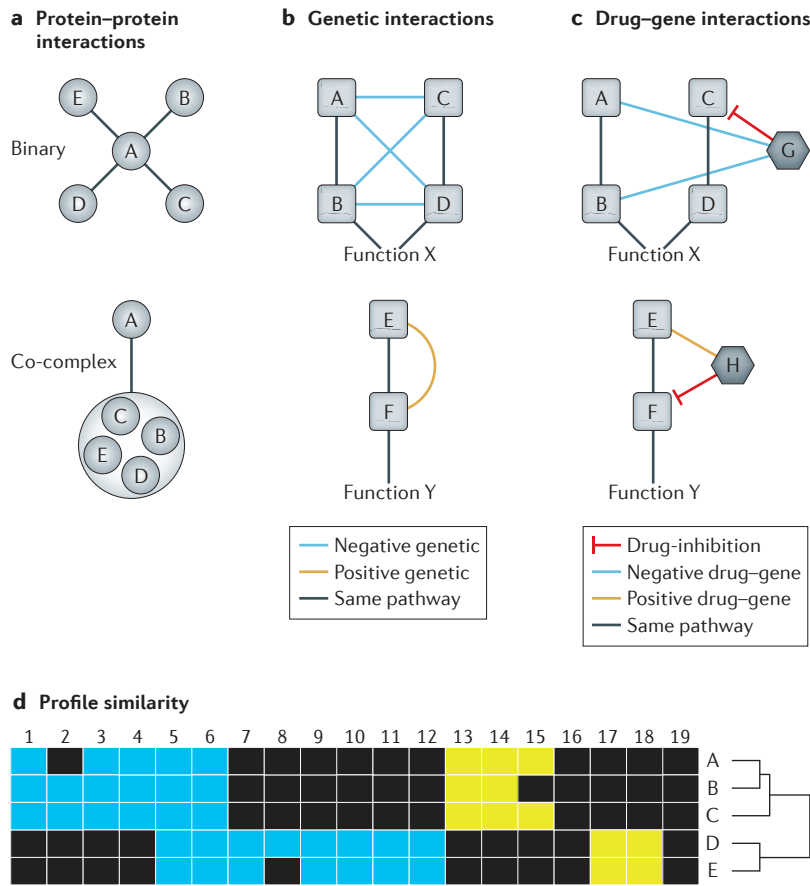 a Protein–protein interactions
b Genetic interactions
c Drug–gene interactions
E
B
A
Binary
D
C
A
Co-complex
C
B
E
D
A
C
B
D
Function X
E
F
Function Y
Negative genetic
Positive genetic
Same pathway
A
C
G
B
D
Function X
E
H
F
Function Y
Drug-inhibition
Negative drug–gene
Positive drug–gene
Same pathway
d Profile similarity
1 2 3 4 5 6 7 8 9 10 11 12 13 14 15 16 17 18 19
A
B
C
D
E